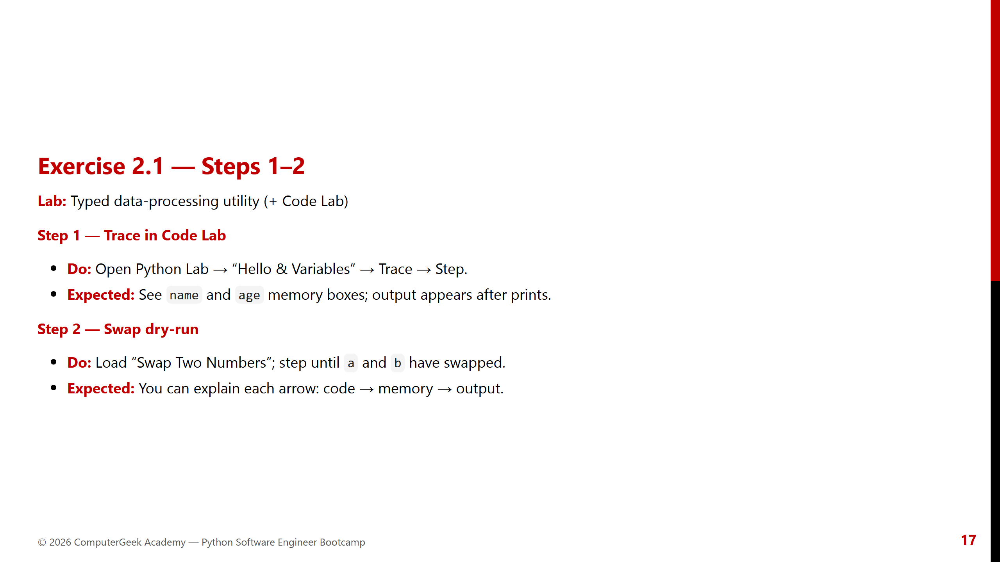 Exercise 2.1 — Steps 1–2
Lab: Typed data-processing utility (+ Code Lab)
Step 1 — Trace in Code Lab
• Do: Open Python Lab → “Hello & Variables” → Trace → Step.
• Expected: See name and age memory boxes; output appears after prints.
Step 2 — Swap dry-run
• Do: Load “Swap Two Numbers”; step until a and b have swapped.
• Expected: You can explain each arrow: code → memory → output.
© 2026 ComputerGeek Academy — Python Software Engineer Bootcamp
17